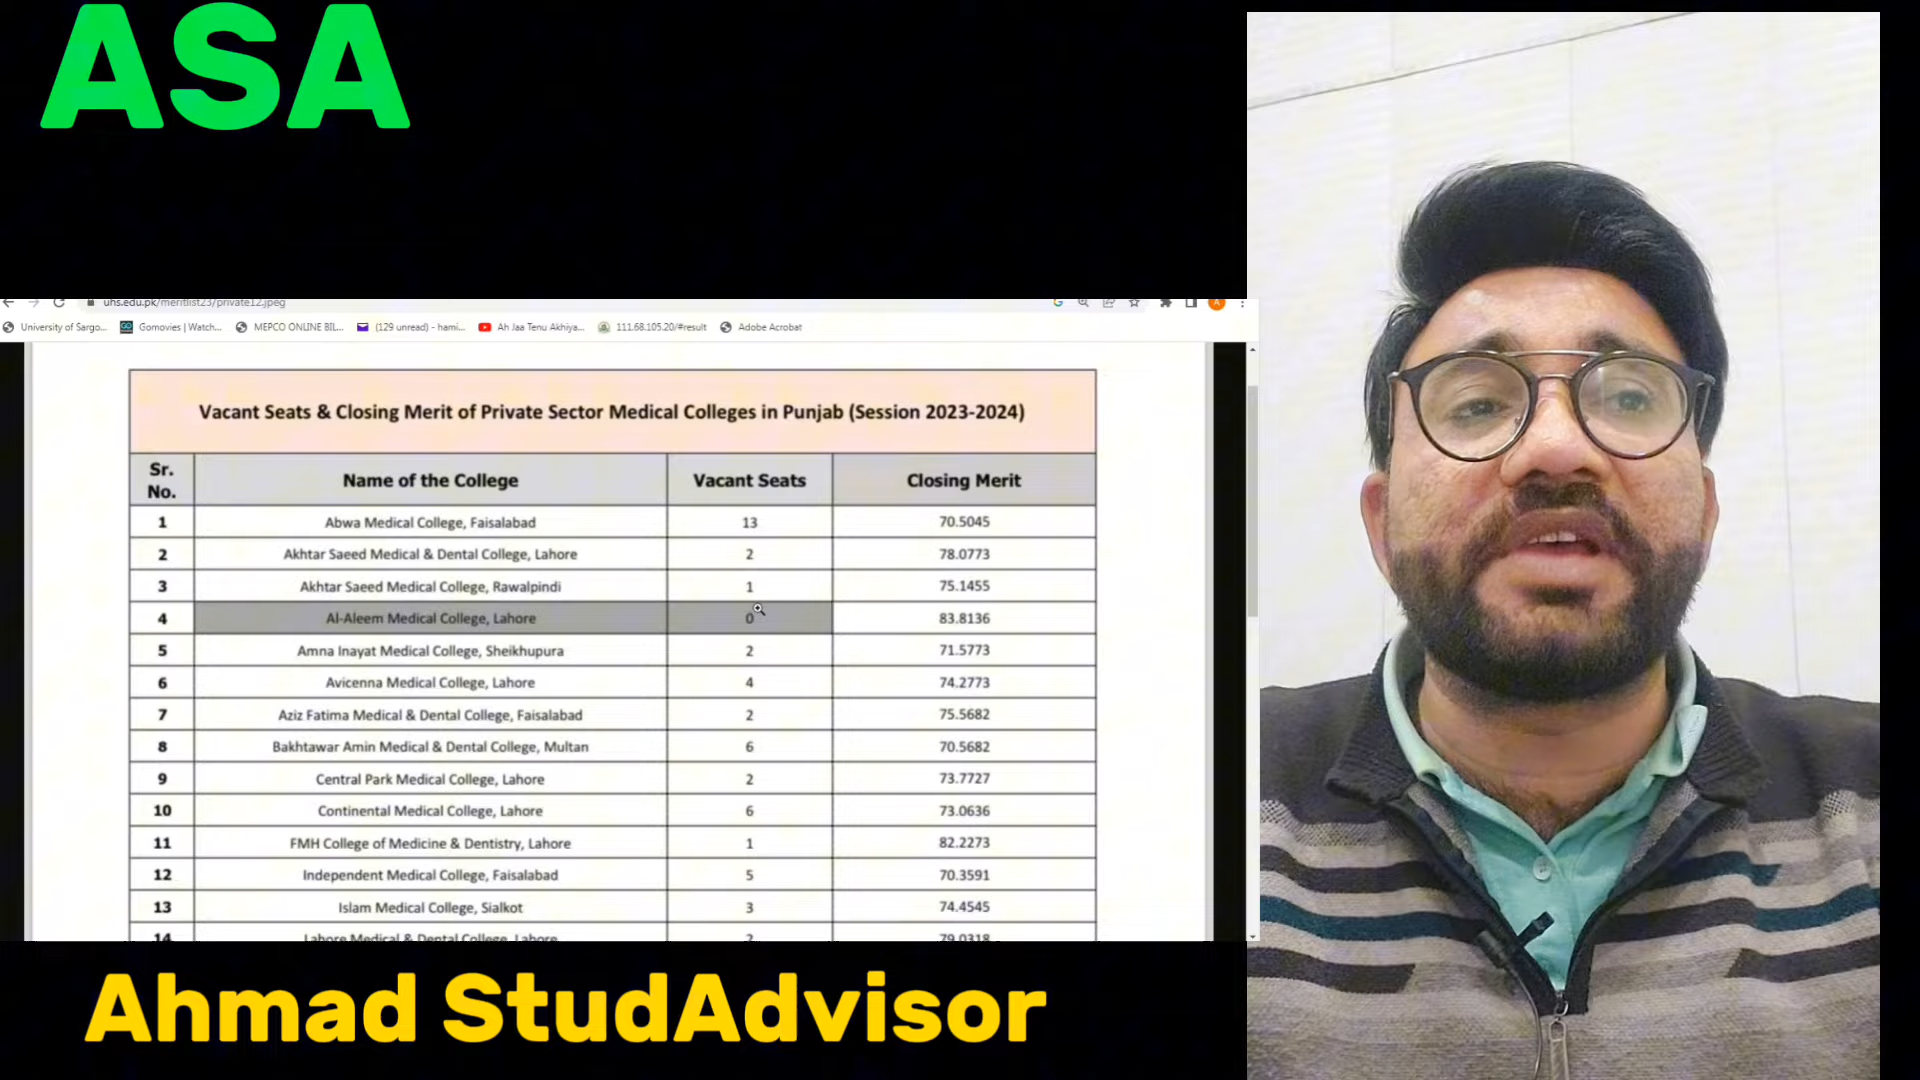 ASA
uhs.edu.pk/meritlist23/private12.jpeg
University of Sargo... Gomovies | Watch... MEPCO ONLINE BIL... (129 unread) - hami... Ah Jaa Tenu Akhiya... 111.68.105.20/#result Adobe Acrobat
Vacant Seats & Closing Merit of Private Sector Medical Colleges in Punjab (Session 2023-2024)
Sr. No. Name of the College Vacant Seats Closing Merit
1 Abwa Medical College, Faisalabad 13 70.5045
2 Akhtar Saeed Medical & Dental College, Lahore 2 78.0773
3 Akhtar Saeed Medical College, Rawalpindi 1 75.1455
4 Al-Aleem Medical College, Lahore 0 83.8136
5 Amna Inayat Medical College, Sheikhupura 2 71.5773
6 Avicenna Medical College, Lahore 4 74.2773
7 Aziz Fatima Medical & Dental College, Faisalabad 2 75.5682
8 Bakhtawar Amin Medical & Dental College, Multan 6 70.5682
9 Central Park Medical College, Lahore 2 73.7727
10 Continental Medical College, Lahore 6 73.0636
11 FMH College of Medicine & Dentistry, Lahore 1 82.2273
12 Independent Medical College, Faisalabad 5 70.3591
13 Islam Medical College, Sialkot 3 74.4545
14 Lahore Medical & Dental College, Lahore 2 79.0318
Ahmad StudAdvisor